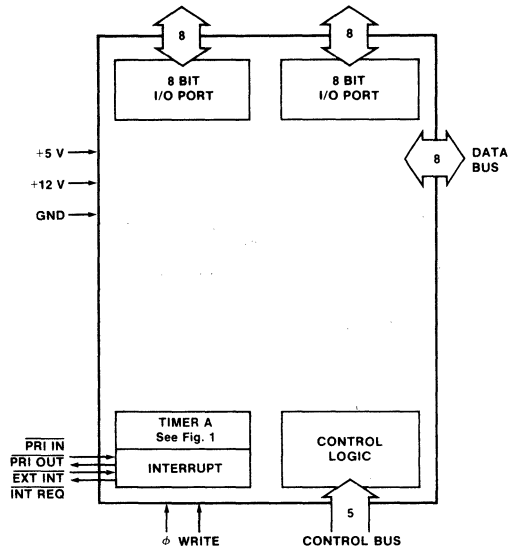 8
8
8 BIT
I/O PORT
8 BIT
I/O PORT
+5 V
+12 V
GND
8
DATA
BUS
TIMER A
See Fig. 1
INTERRUPT
CONTROL
LOGIC
PRI IN
PRI OUT
EXT INT
INT REQ
5
ϕ WRITE
CONTROL BUS